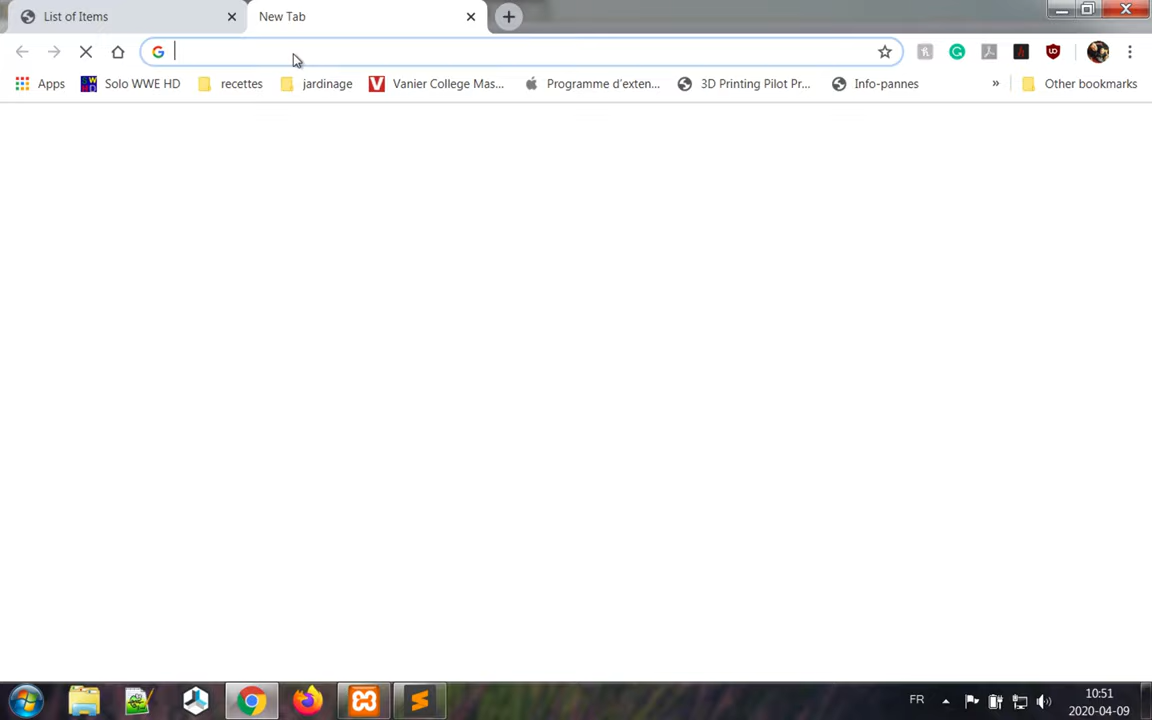 List of Items
New Tab
Apps
Solo WWE HD
recettes
jardinage
Vanier College Mas...
Programme d'exten...
3D Printing Pilot Pr...
Info-pannes
»
Other bookmarks
FR
10:51
2020-04-09